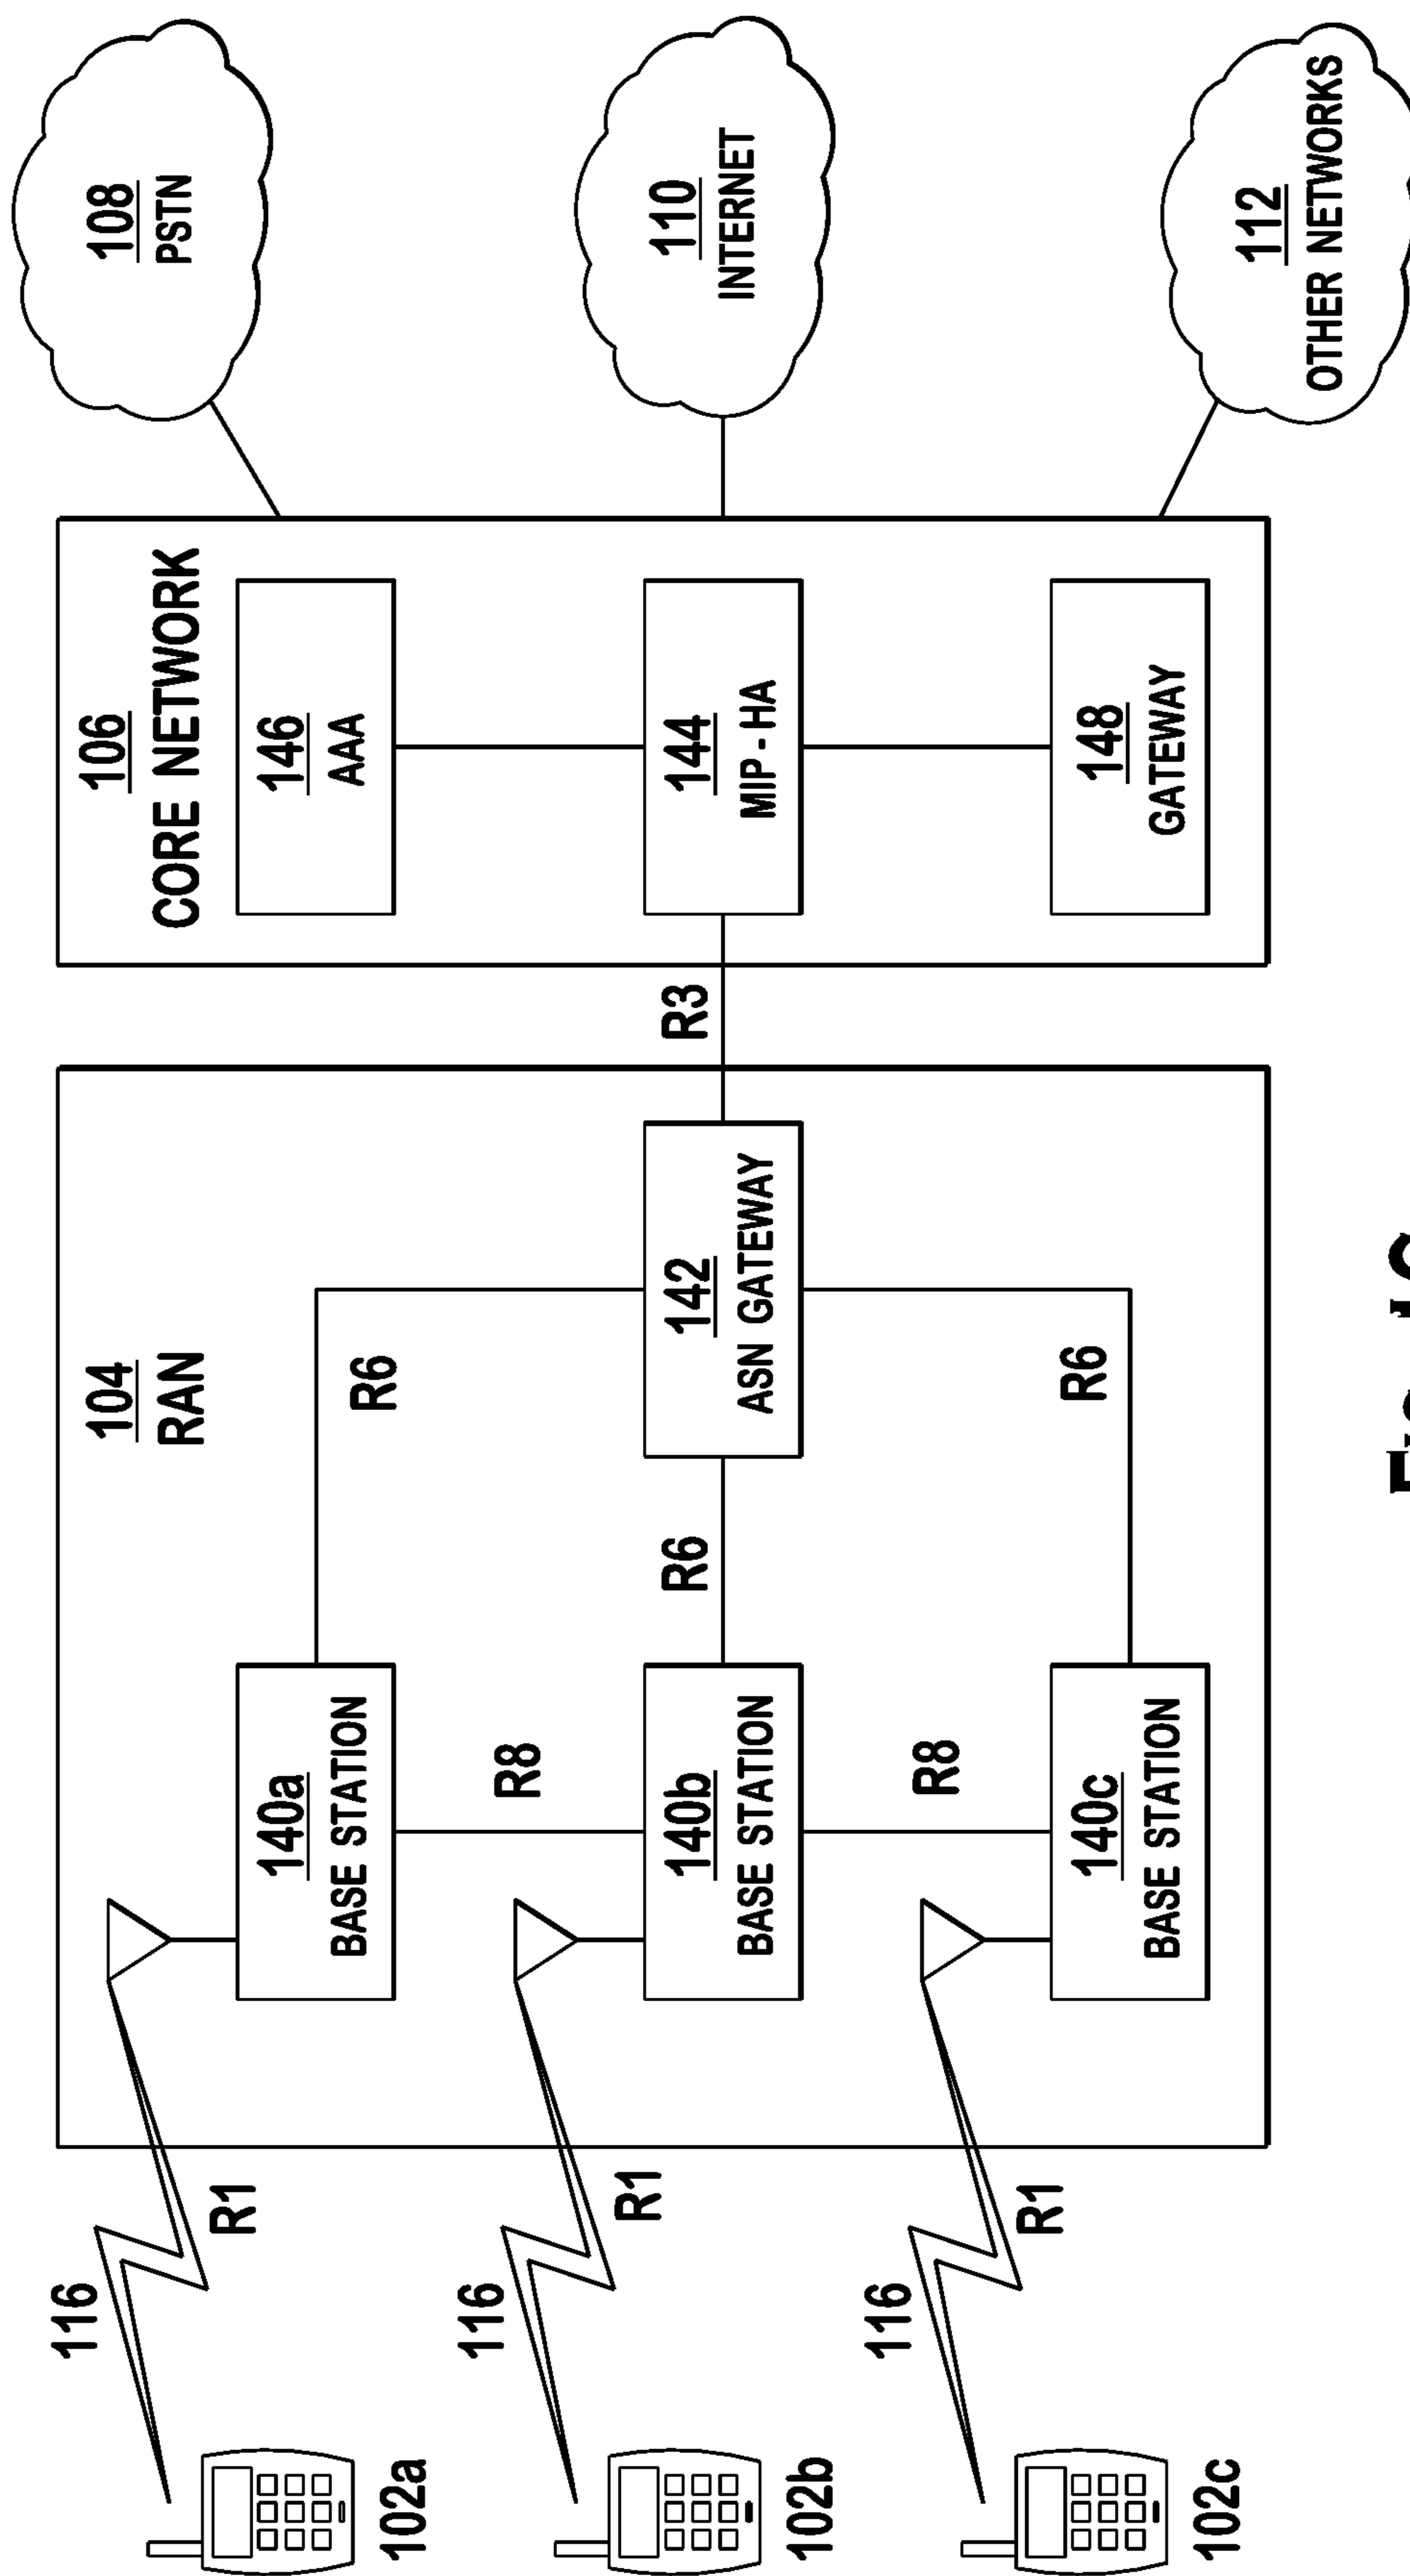 116
104
RAN
106
CORE NETWORK
108
PSTN
R1
140a
BASE STATION
R6
146
AAA
102a
116
R8
R1
140b
BASE STATION
R6
142
ASN GATEWAY
R3
144
MIP - HA
110
INTERNET
102b
116
R8
R1
140c
BASE STATION
R6
148
GATEWAY
102c
112
OTHER NETWORKS